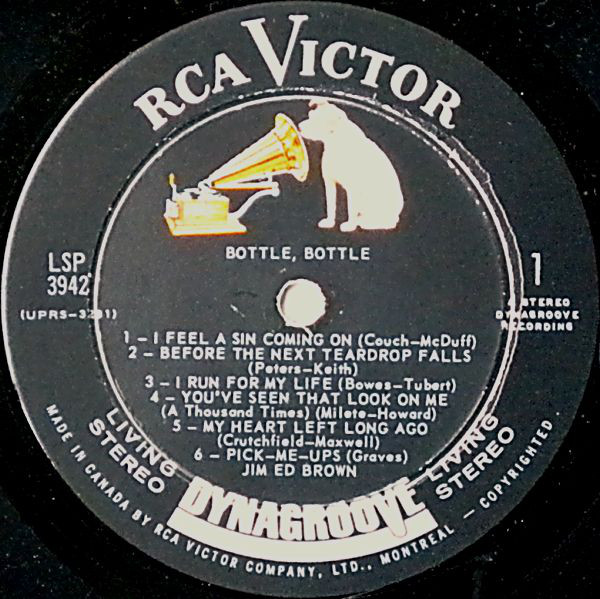 RCA VICTOR
BOTTLE, BOTTLE
LSP
3942
1
A STEREO
DYNAGROOVE
RECORDING
1 – I FEEL A SIN COMING ON (Couch–McDuff)
2 – BEFORE THE NEXT TEARDROP FALLS
(Peters–Keith)
3 – I RUN FOR MY LIFE (Bowes–Tubert)
4 – YOU'VE SEEN THAT LOOK ON ME
(A Thousand Times) (Milete–Howard)
5 – MY HEART LEFT LONG AGO
(Crutchfield–Maxwell)
6 – PICK–ME–UPS (Graves)
JIM ED BROWN
LIVING
STEREO
DYNAGROOVE
LIVING
STEREO
MADE IN CANADA BY RCA VICTOR COMPANY, LTD., MONTREAL – COPYRIGHTED